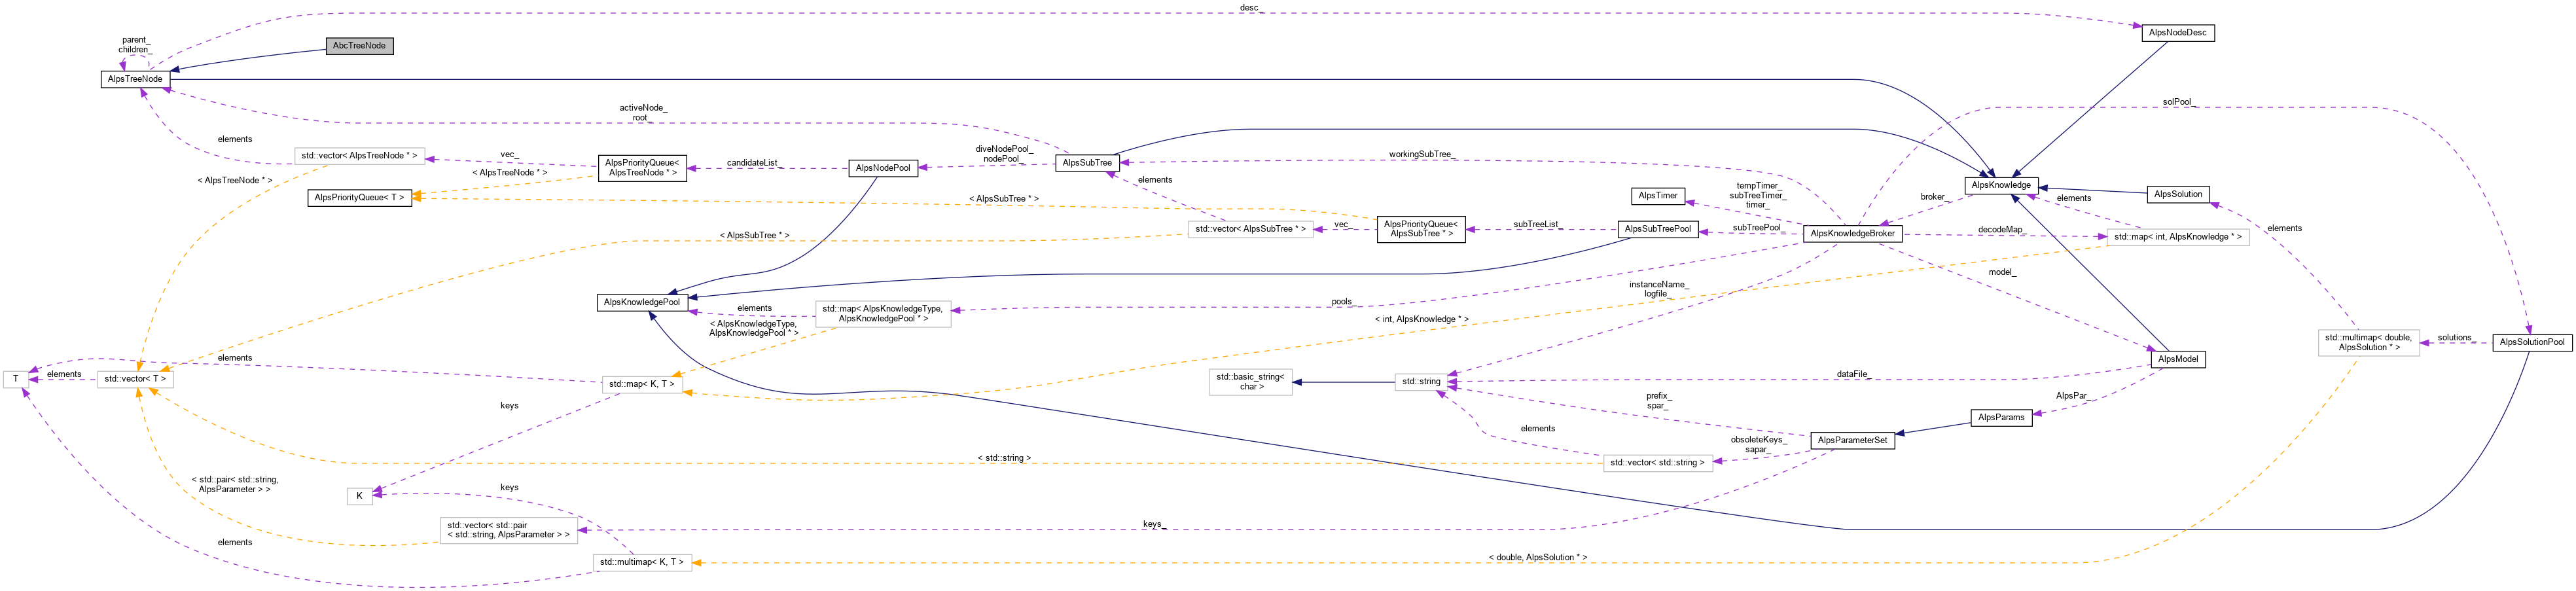 desc_
AlpsNodeDesc
parent_
children_
AbcTreeNode
AlpsTreeNode
activeNode_
root_
solPool_
elements
std::vector< AlpsTreeNode * >
vec_
AlpsPriorityQueue<
AlpsTreeNode * >
candidateList_
AlpsNodePool
diveNodePool_
nodePool_
AlpsSubTree
workingSubTree_
< AlpsTreeNode * >
< AlpsTreeNode * >
AlpsPriorityQueue< T >
< AlpsSubTree * >
elements
AlpsTimer
tempTimer_
subTreeTimer_
timer_
AlpsKnowledge
broker_
elements
AlpsSolution
< AlpsSubTree * >
std::vector< AlpsSubTree * >
vec_
AlpsPriorityQueue<
AlpsSubTree * >
subTreeList_
AlpsSubTreePool
subTreePool_
AlpsKnowledgeBroker
decodeMap_
std::map< int, AlpsKnowledge * >
elements
model_
AlpsKnowledgePool
elements
std::map< AlpsKnowledgeType,
AlpsKnowledgePool * >
pools_
instanceName_
logfile_
< AlpsKnowledgeType,
AlpsKnowledgePool * >
< int, AlpsKnowledge * >
std::multimap< double,
AlpsSolution * >
solutions_
AlpsSolutionPool
elements
AlpsModel
T
elements
std::vector< T >
std::map< K, T >
std::basic_string<
char >
std::string
dataFile_
keys
prefix_
spar_
AlpsPar_
AlpsParams
elements
obsoleteKeys_
sapar_
AlpsParameterSet
< std::string >
std::vector< std::string >
< std::pair< std::string,
AlpsParameter > >
K
keys
std::vector< std::pair
< std::string, AlpsParameter > >
keys_
elements
std::multimap< K, T >
< double, AlpsSolution * >